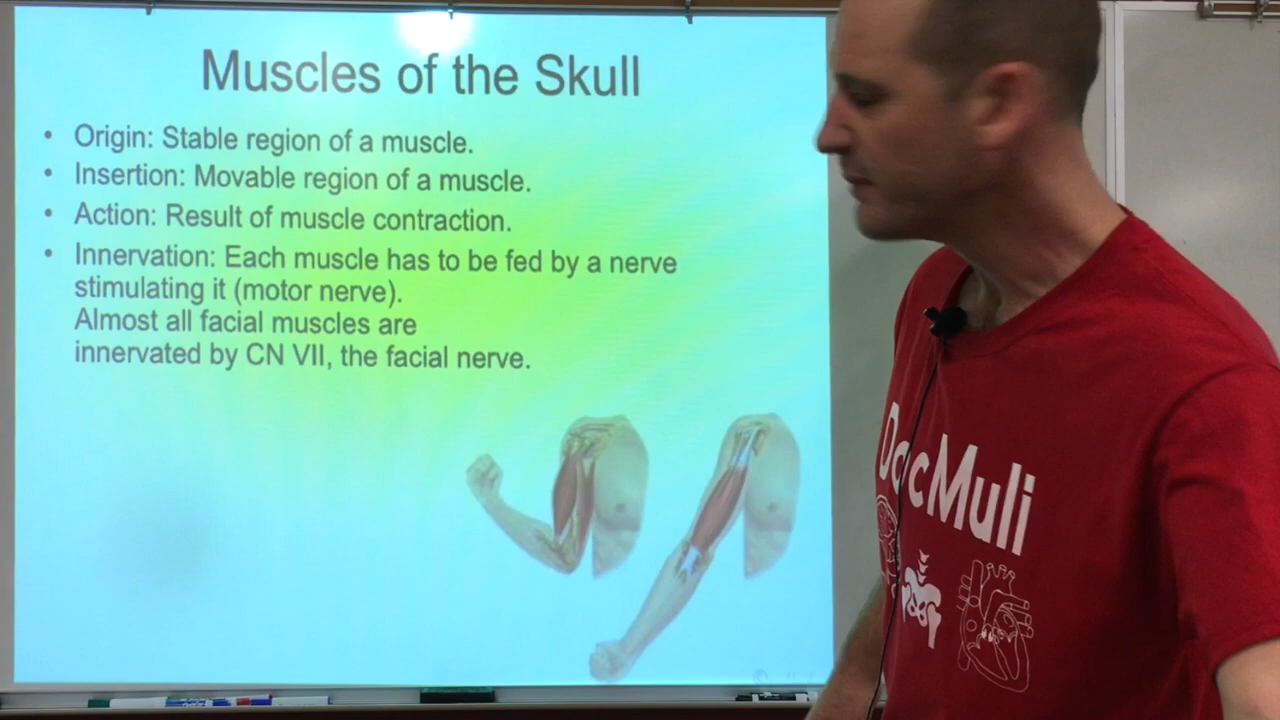 Muscles of the Skull
• Origin: Stable region of a muscle.
• Insertion: Movable region of a muscle.
• Action: Result of muscle contraction.
• Innervation: Each muscle has to be fed by a nerve
stimulating it (motor nerve).
Almost all facial muscles are
innervated by CN VII, the facial nerve.
DocMuli